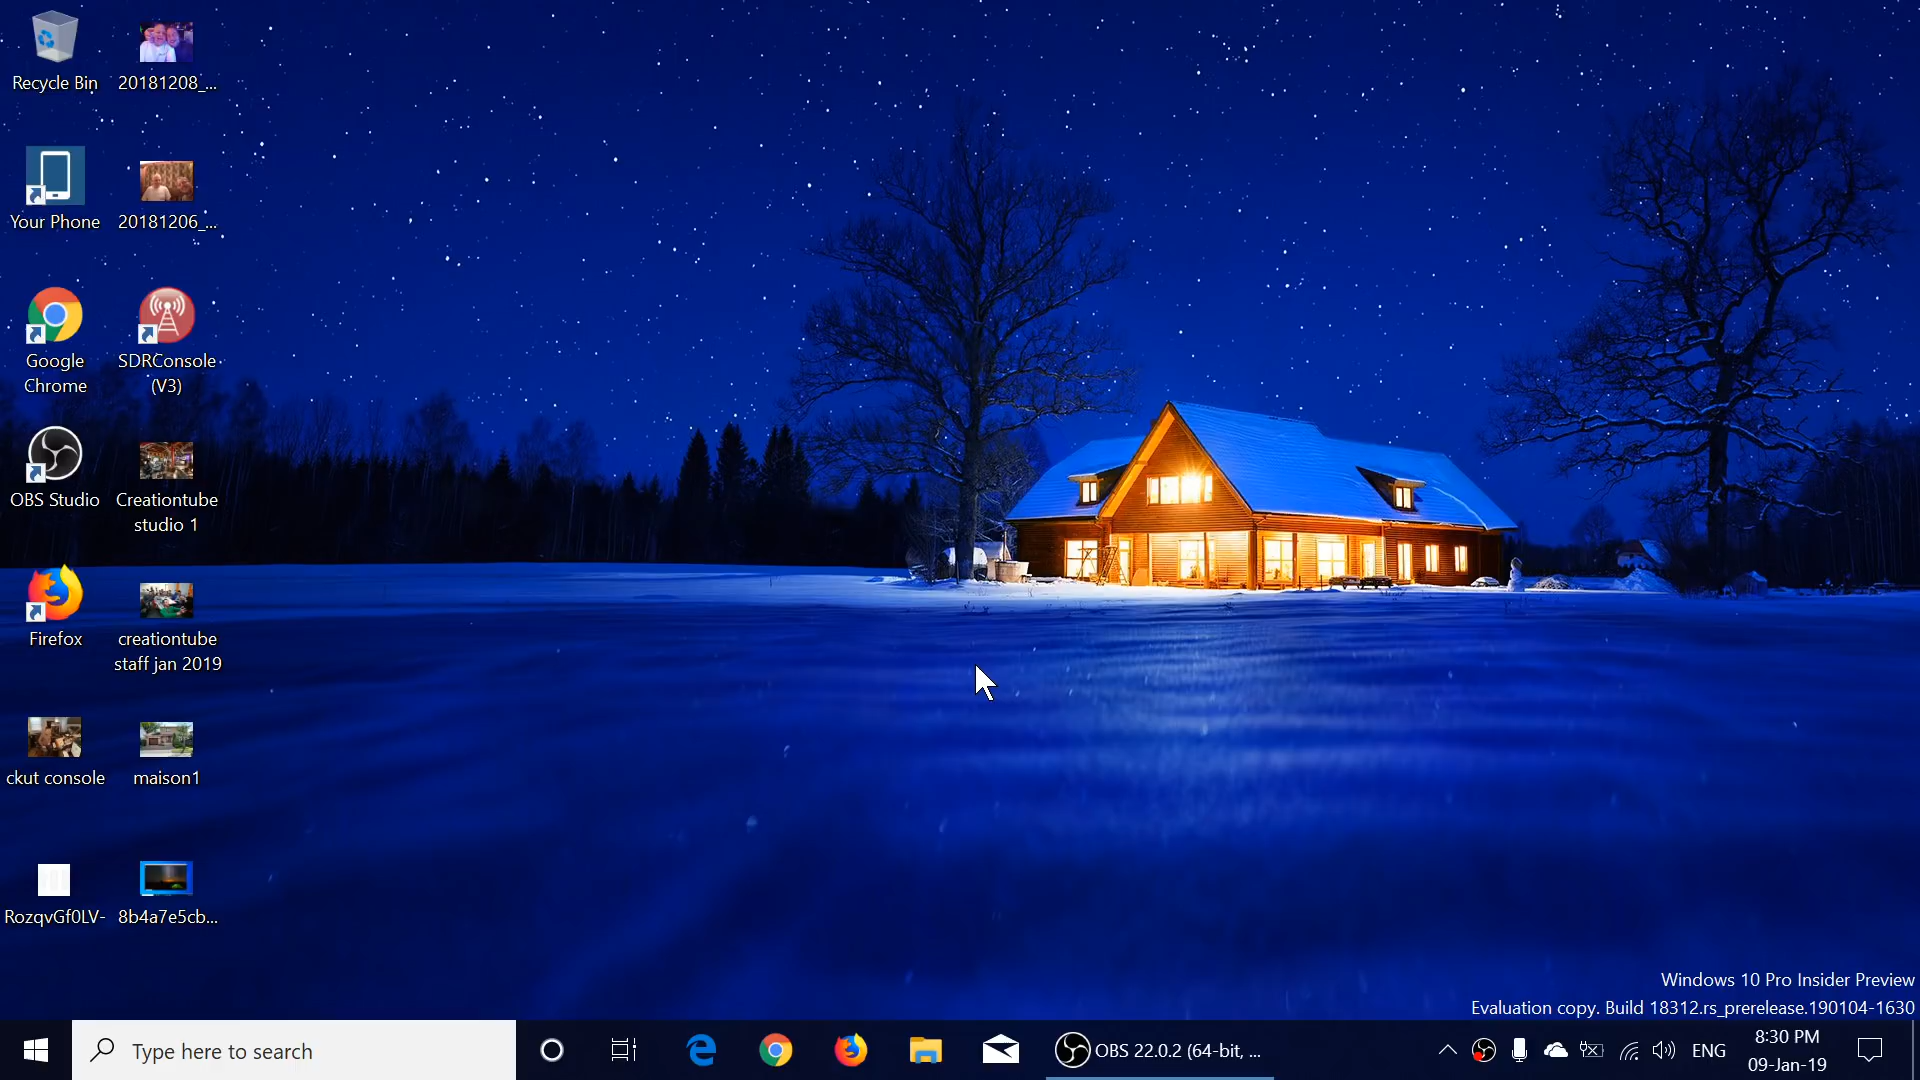 Recycle Bin
20181208_...
Your Phone
20181206_...
Google
Chrome
SDRConsole
(V3)
OBS Studio
Creationtube
studio 1
Firefox
creationtube
staff jan 2019
ckut console
maison1
RozqvGf0LV-
8b4a7e5cb...
Windows 10 Pro Insider Preview
Evaluation copy. Build 18312.rs_prerelease.190104-1630
Type here to search
OBS 22.0.2 (64-bit, ...
ENG
8:30 PM
09-Jan-19